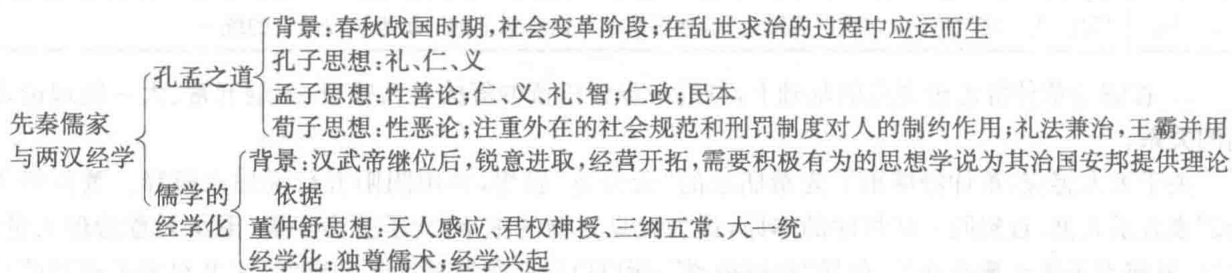 背景:春秋战国时期,社会变革阶段;在乱世求治的过程中应运而生
孔孟之道
孔子思想:礼、仁、义
孟子思想:性善论;仁、义、礼、智;仁政;民本
荀子思想:性恶论;注重外在的社会规范和刑罚制度对人的制约作用;礼法兼治,王霸并用
先秦儒家
与两汉经学
背景:汉武帝继位后,锐意进取,经营开拓,需要积极有为的思想学说为其治国安邦提供理论
依据
儒学的
经学化
董仲舒思想:天人感应、君权神授、三纲五常、大一统
经学化:独尊儒术;经学兴起